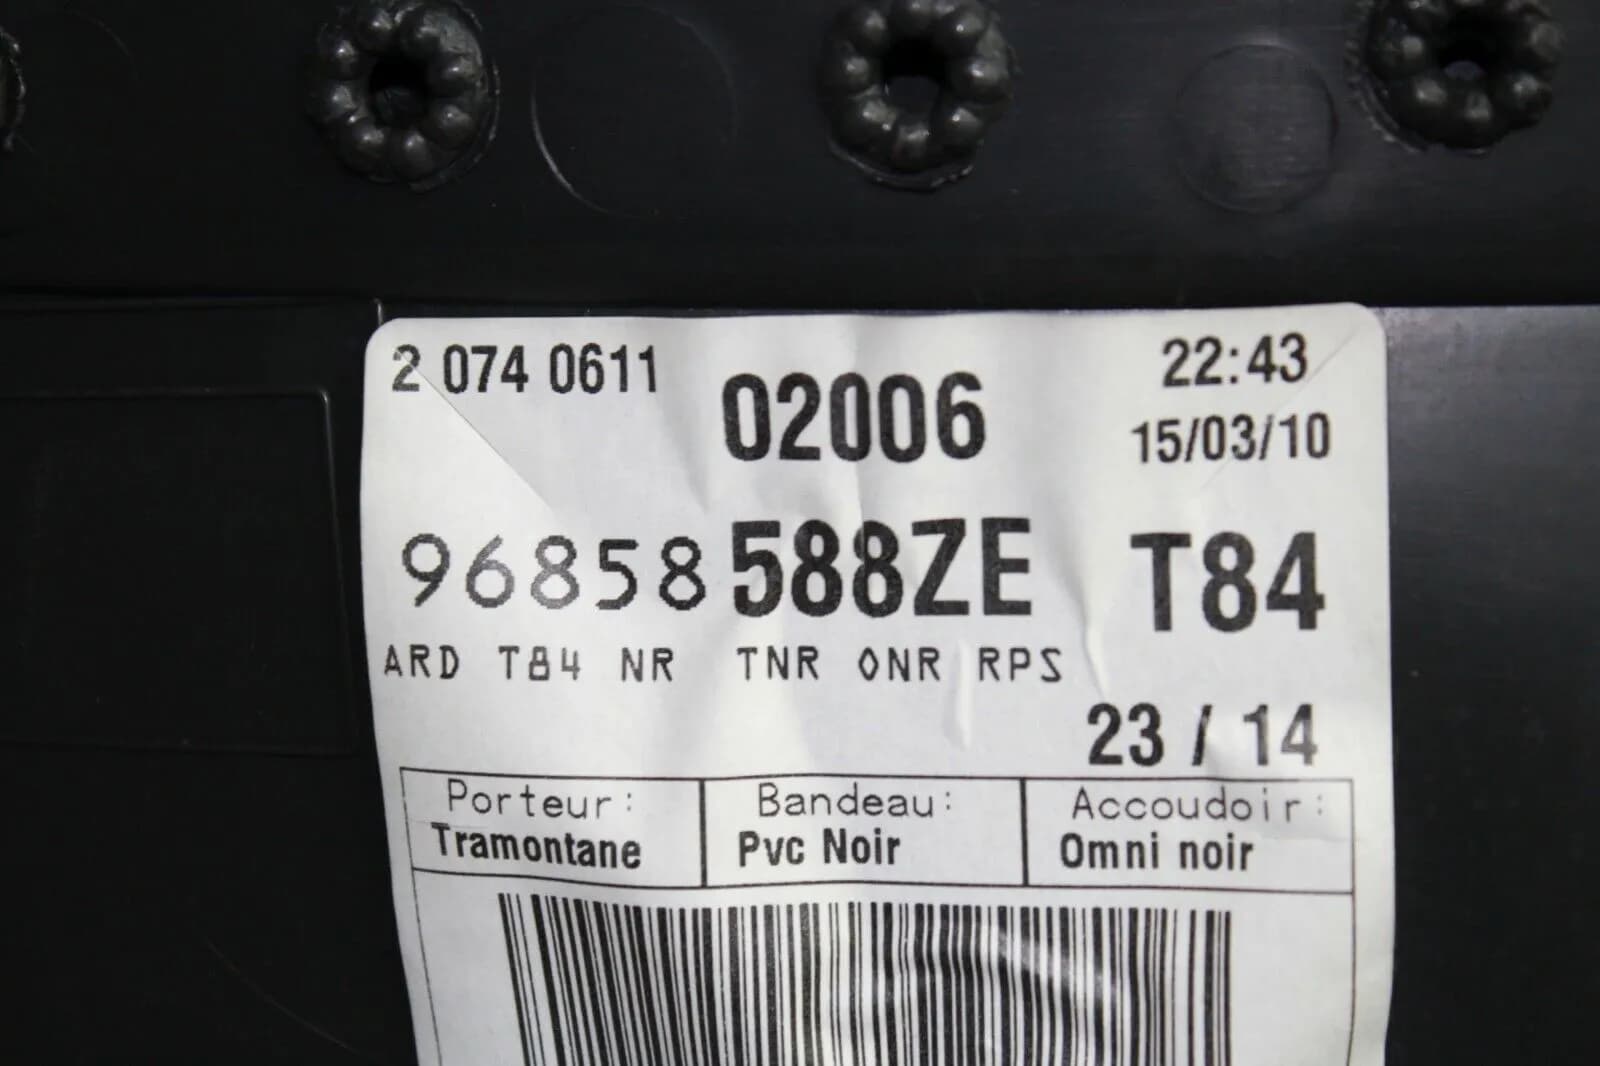 2 074 0611 02006 22:43
15/03/10
96858588ZE T84
ARD T84 NR TNR ONR RPS
23 / 14
Porteur: Bandeau: Accoudoir:
Tramontane Pvc Noir Omni noir